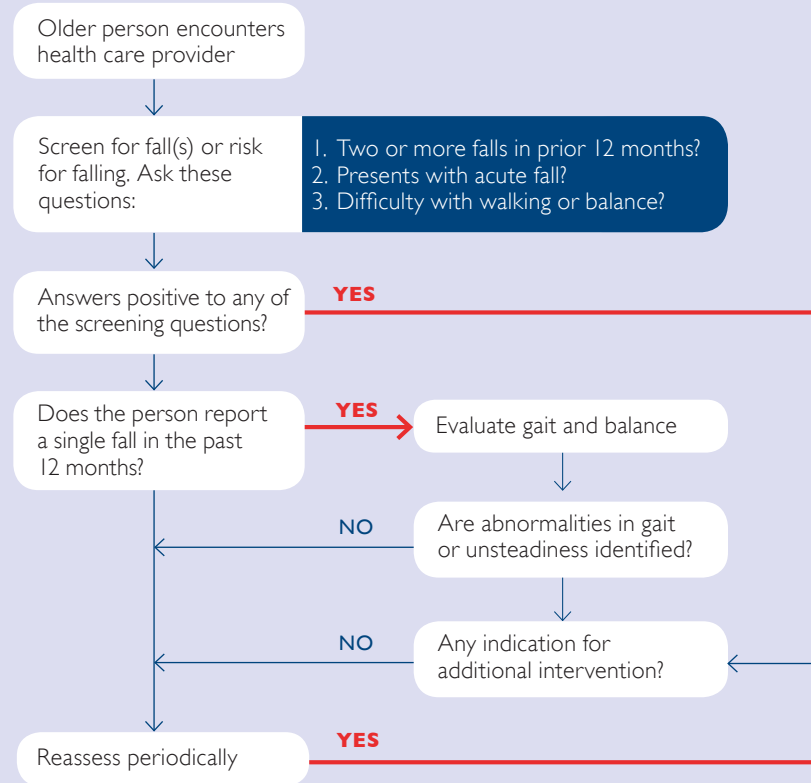 Older person encounters
health care provider
Screen for fall(s) or risk
for falling. Ask these
questions:
1. Two or more falls in prior 12 months?
2. Presents with acute fall?
3. Difficulty with walking or balance?
Answers positive to any of
the screening questions?
YES
Does the person report
a single fall in the past
12 months?
YES
Evaluate gait and balance
NO
Are abnormalities in gait
or unsteadiness identified?
NO
Any indication for
additional intervention?
Reassess periodically
YES